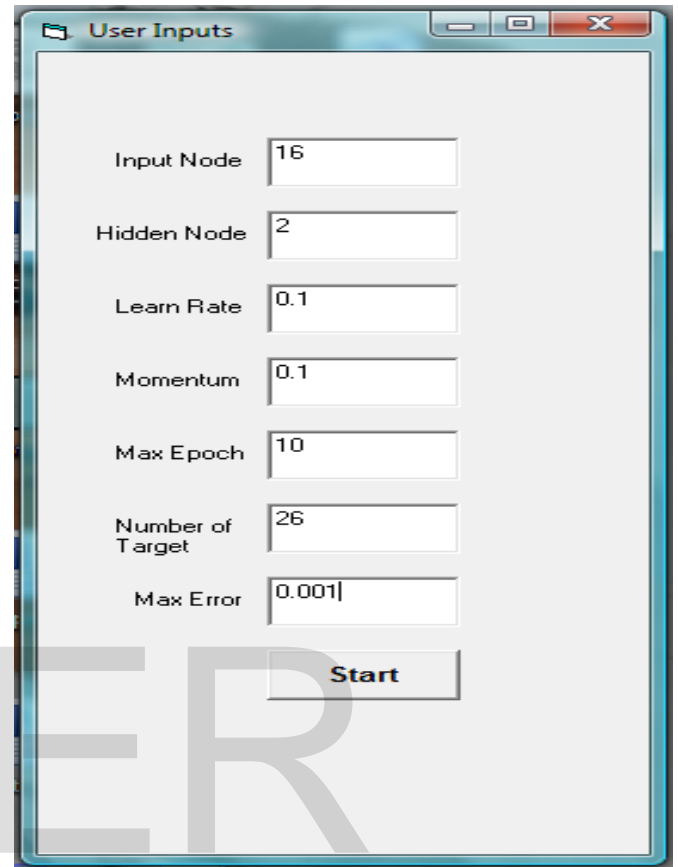 User Inputs
Input Node 16
Hidden Node 2
Learn Rate 0.1
Momentum 0.1
Max Epoch 10
Number of 26
Target
Max Error 0.001
Start
ER